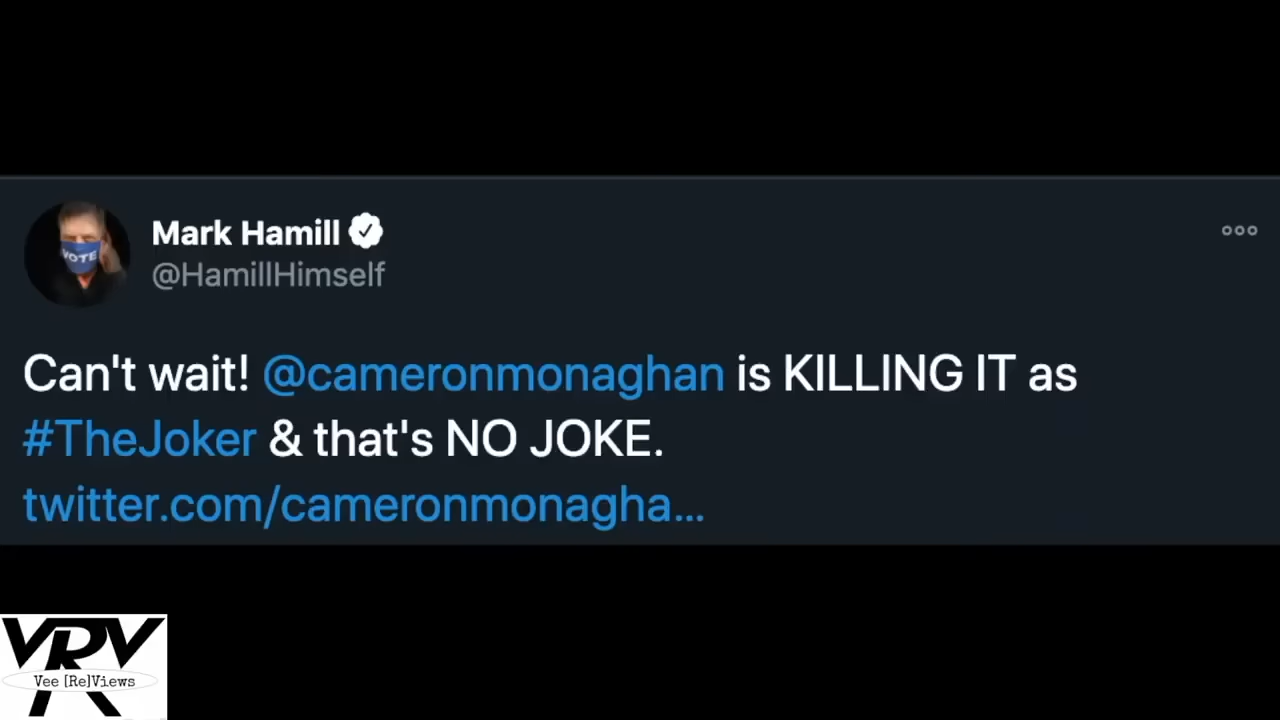 Mark Hamill
@HamillHimself
VOTE
Can't wait! @cameronmonaghan is KILLING IT as
#TheJoker & that's NO JOKE.
twitter.com/cameronmonagha...
VRV
Vee [Re]Views